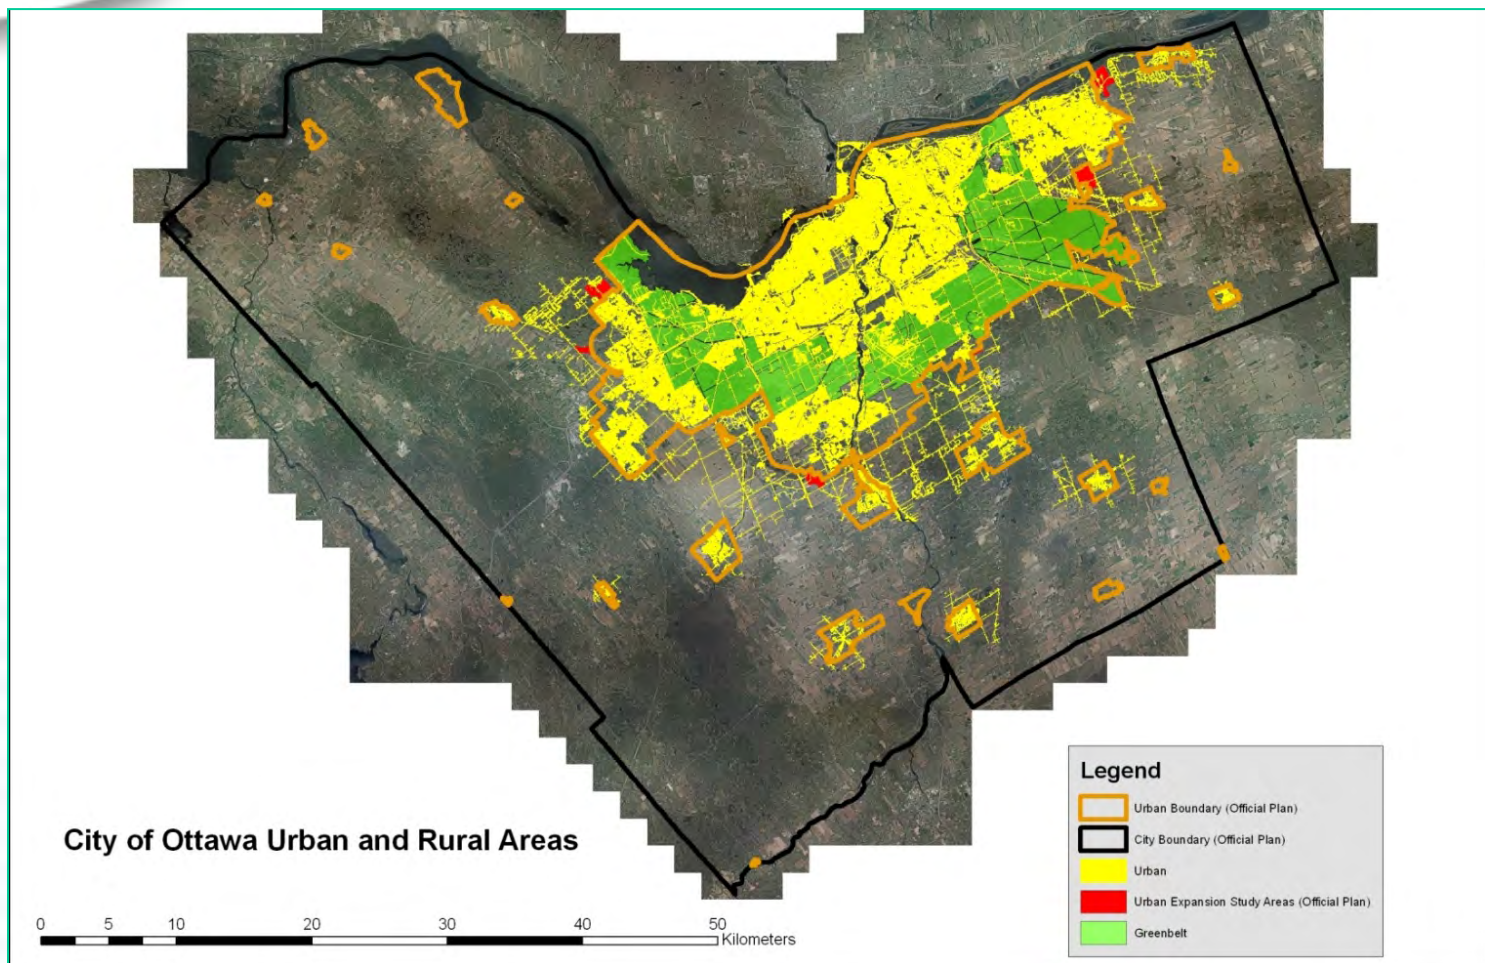 City of Ottawa Urban and Rural Areas
0 5 10 20 30 40 50
Kilometers
Legend
Urban Boundary (Official Plan)
City Boundary (Official Plan)
Urban
Urban Expansion Study Areas (Official Plan)
Greenbelt